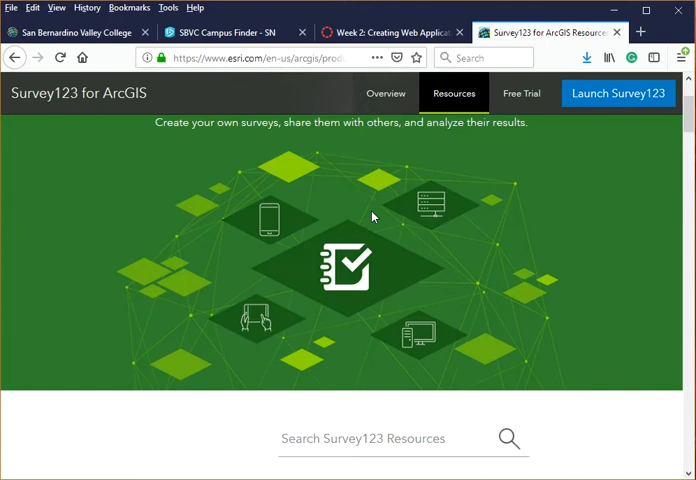 File Edit View History Bookmarks Tools Help
San Bernardino Valley College
SBVC Campus Finder - SN
Week 2: Creating Web Applicat
Survey123 for ArcGIS Resources
https://www.esri.com/en-us/arcgis/produ
Search
Survey123 for ArcGIS
Overview
Resources
Free Trial
Launch Survey123
Create your own surveys, share them with others, and analyze their results.
Search Survey123 Resources